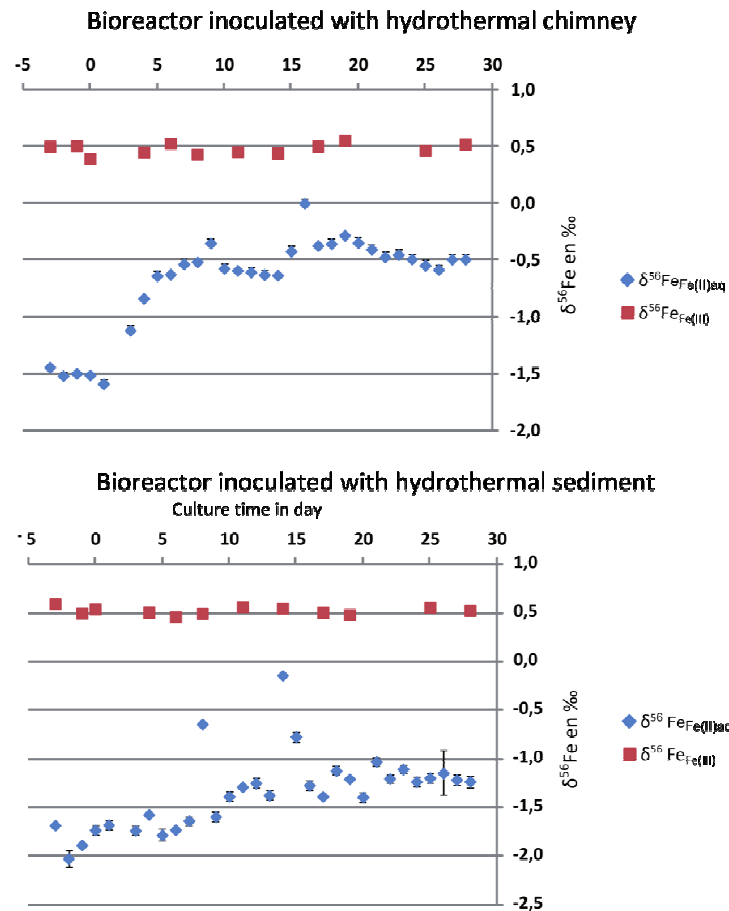 Bioreactor inoculated with hydrothermal chimney
-5 0 5 10 15 20 25 30
1,0
0,5
0,0
-0,5
-1,0
-1,5
-2,0
δ56Fe en ‰
δ56FeFe(II)aq
δ56FeFe(III)
Bioreactor inoculated with hydrothermal sediment
Culture time in day
-5 0 5 10 15 20 25 30
1,0
0,5
0,0
-0,5
-1,0
-1,5
-2,0
-2,5
δ56Fe en ‰
δ56 FeFe(II)aq
δ56 FeFe(III)